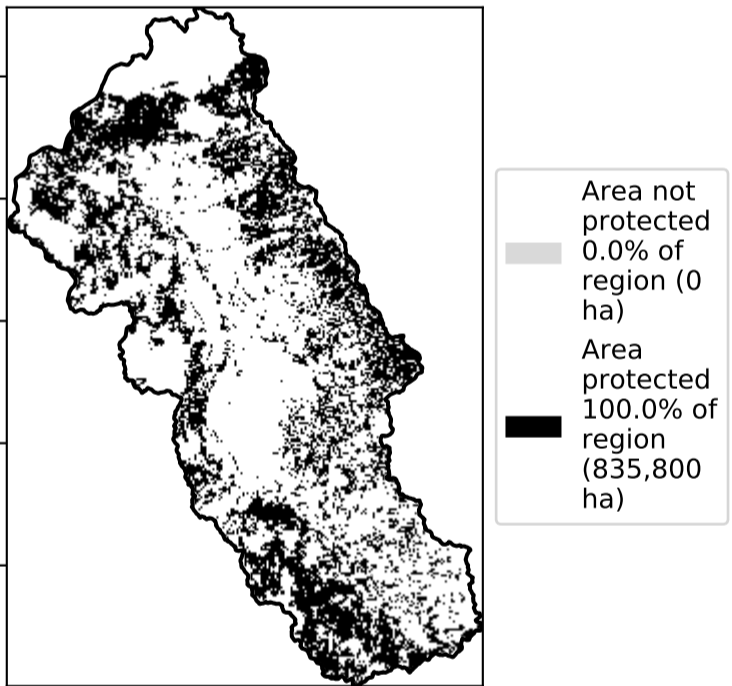 Area not
protected
0.0% of
region (0
ha)
Area
protected
100.0% of
region
(835,800
ha)